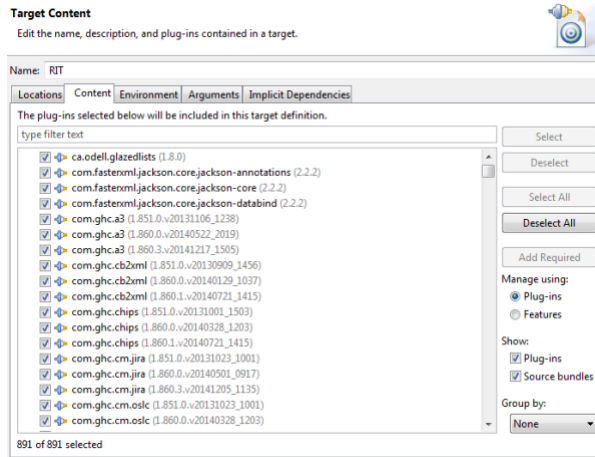 Target Content
Edit the name, description, and plug-ins contained in a target.
Name: RIT
Locations Content Environment Arguments Implicit Dependencies
The plug-ins selected below will be included in this target definition.
type filter text
Select
ca.odell.glazedlists (1.8.0)
Deselect
com.fasterxml.jackson.core.jackson-annotations (2.2.2)
com.fasterxml.jackson.core.jackson-core (2.2.2)
Select All
com.fasterxml.jackson.core.jackson-databind (2.2.2)
Deselect All
com.ghc.a3 (1.851.0.v20131106_1238)
com.ghc.a3 (1.860.0.v20140522_2019)
Add Required
com.ghc.a3 (1.860.3.v20141217_1505)
Manage using:
com.ghc.cb2xml (1.851.0.v20130909_1456)
Plug-ins
com.ghc.cb2xml (1.860.0.v20140129_1037)
Features
com.ghc.cb2xml (1.860.1.v20140721_1415)
com.ghc.chips (1.851.0.v20131001_1503)
Show:
com.ghc.chips (1.860.0.v20140328_1203)
Plug-ins
com.ghc.chips (1.860.1.v20140721_1415)
Source bundles
com.ghc.cm.jira (1.851.0.v20131023_1001)
com.ghc.cm.jira (1.860.0.v20140501_0917)
Group by:
com.ghc.cm.jira (1.860.3.v20141205_1135)
None
com.ghc.cm.oslc (1.851.0.v20131023_1001)
com.ghc.cm.oslc (1.860.0.v20140328_1203)
891 of 891 selected